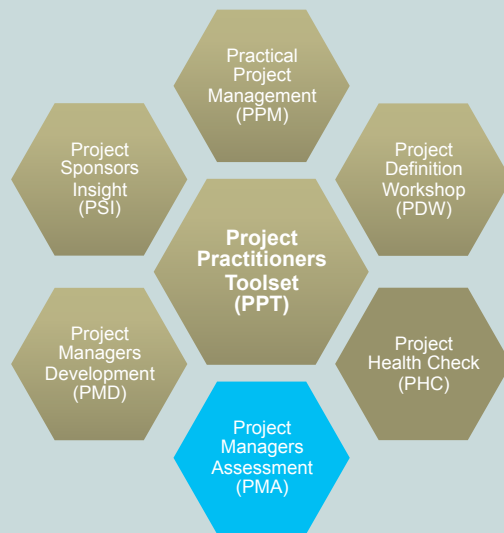 Practical
Project
Management
(PPM)
Project
Sponsors
Insight
(PSI)
Project
Definition
Workshop
(PDW)
Project
Practitioners
Toolset
(PPT)
Project
Managers
Development
(PMD)
Project
Health Check
(PHC)
Project
Managers
Assessment
(PMA)